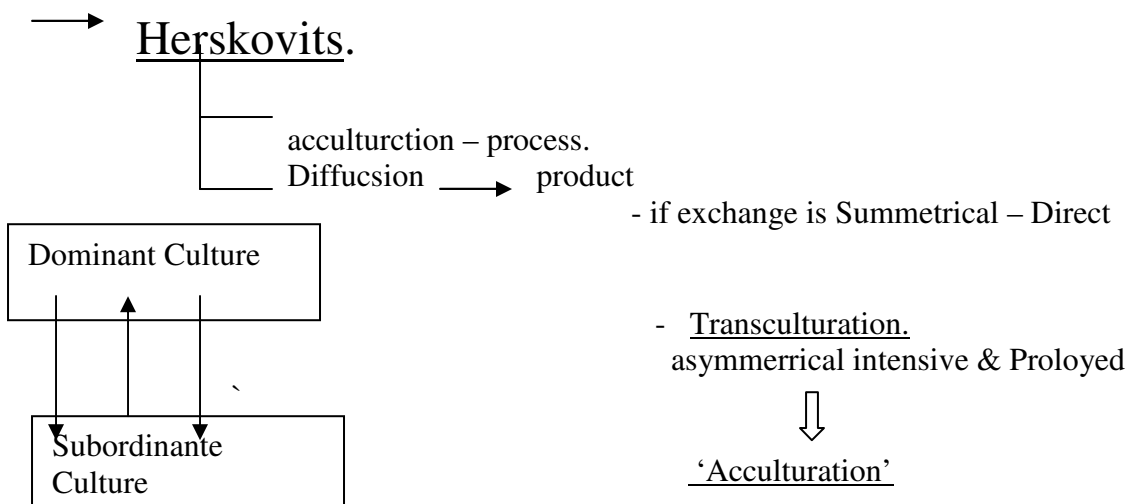 Herskovits.
acculturction – process.
Diffucsion product
- if exchange is Summetrical – Direct
Dominant Culture
- Transculturation.
asymmerrical intensive & Proloyed
`
Subordinante
Culture
‘Acculturation’